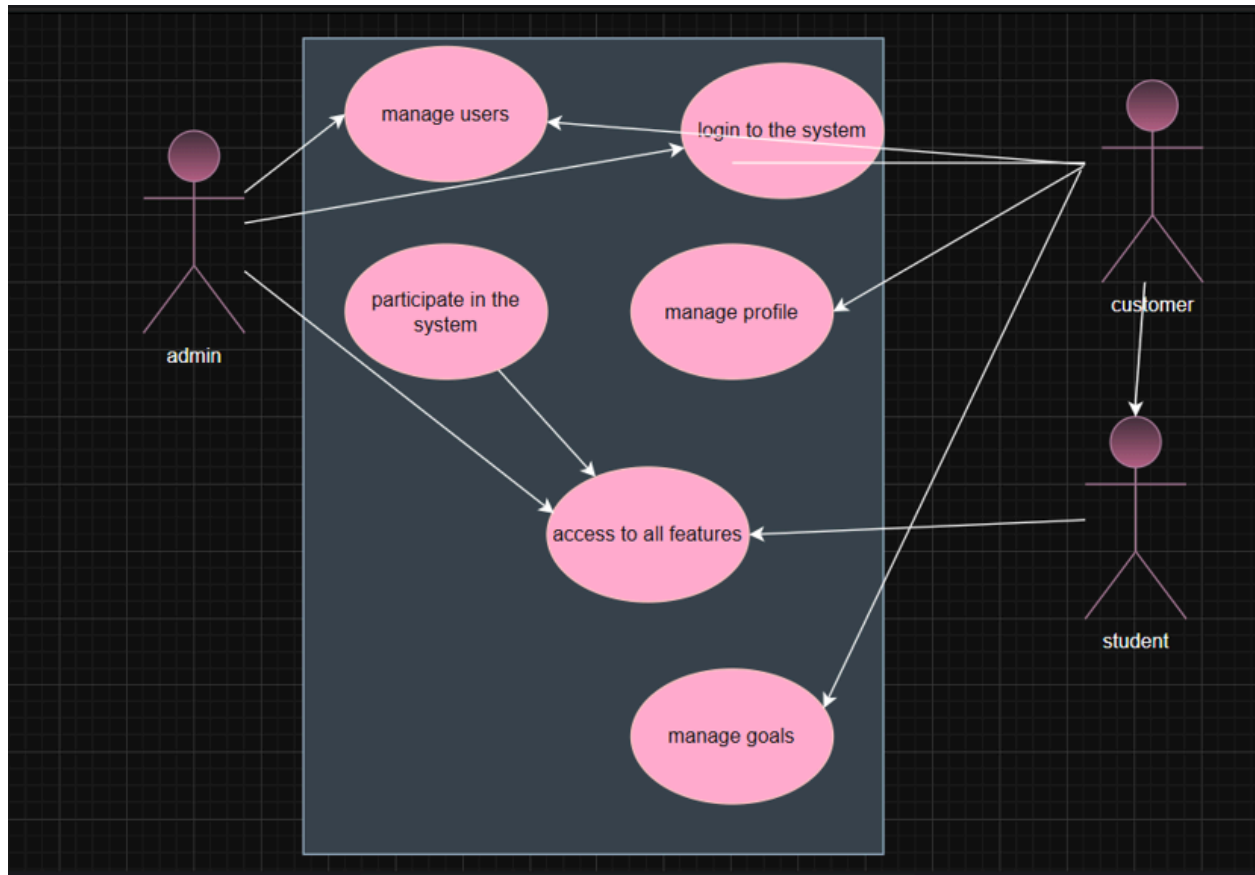 manage users
login to the system
participate in the
system
manage profile
customer
admin
access to all features
student
manage goals